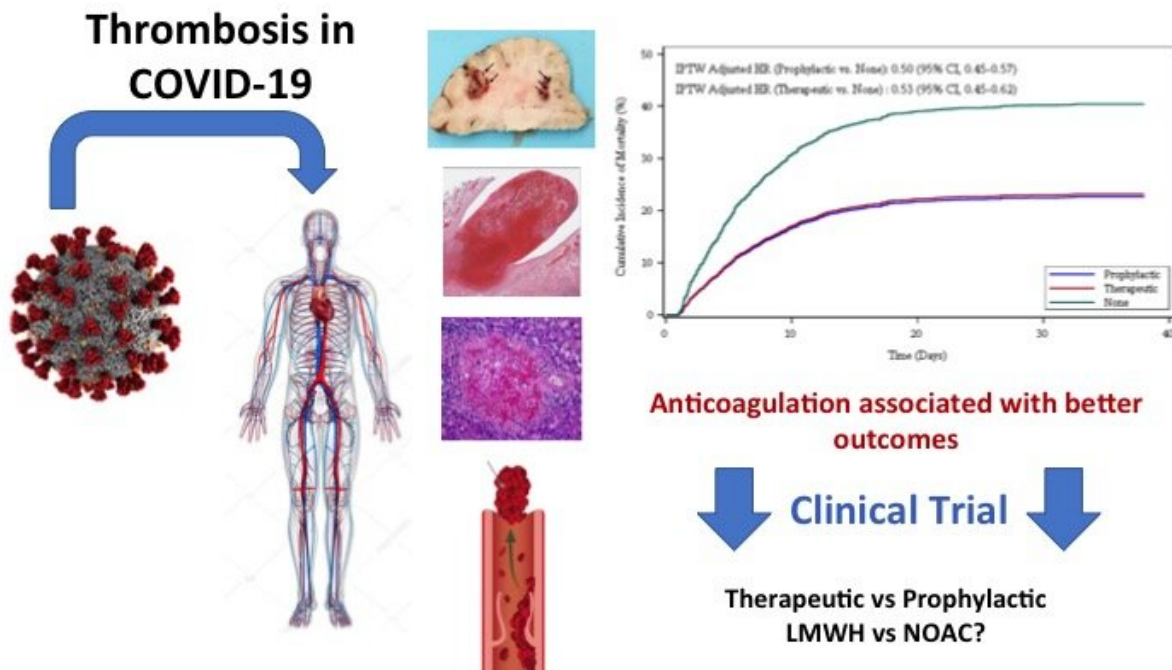 Thrombosis in
COVID-19
IPTW Adjusted HR (Prophylactic vs. None): 0.50 (95% CI, 0.45-0.57)
IPTW Adjusted HR (Therapeutic vs. None) : 0.53 (95% CI, 0.45-0.62)
Cumulative Incidence of Mortality (%)
50
40
30
20
10
0
0
10
20
30
40
Time (Days)
Prophylactic
Therapeutic
None
Anticoagulation associated with better
outcomes
Clinical Trial
Therapeutic vs Prophylactic
LMWH vs NOAC?